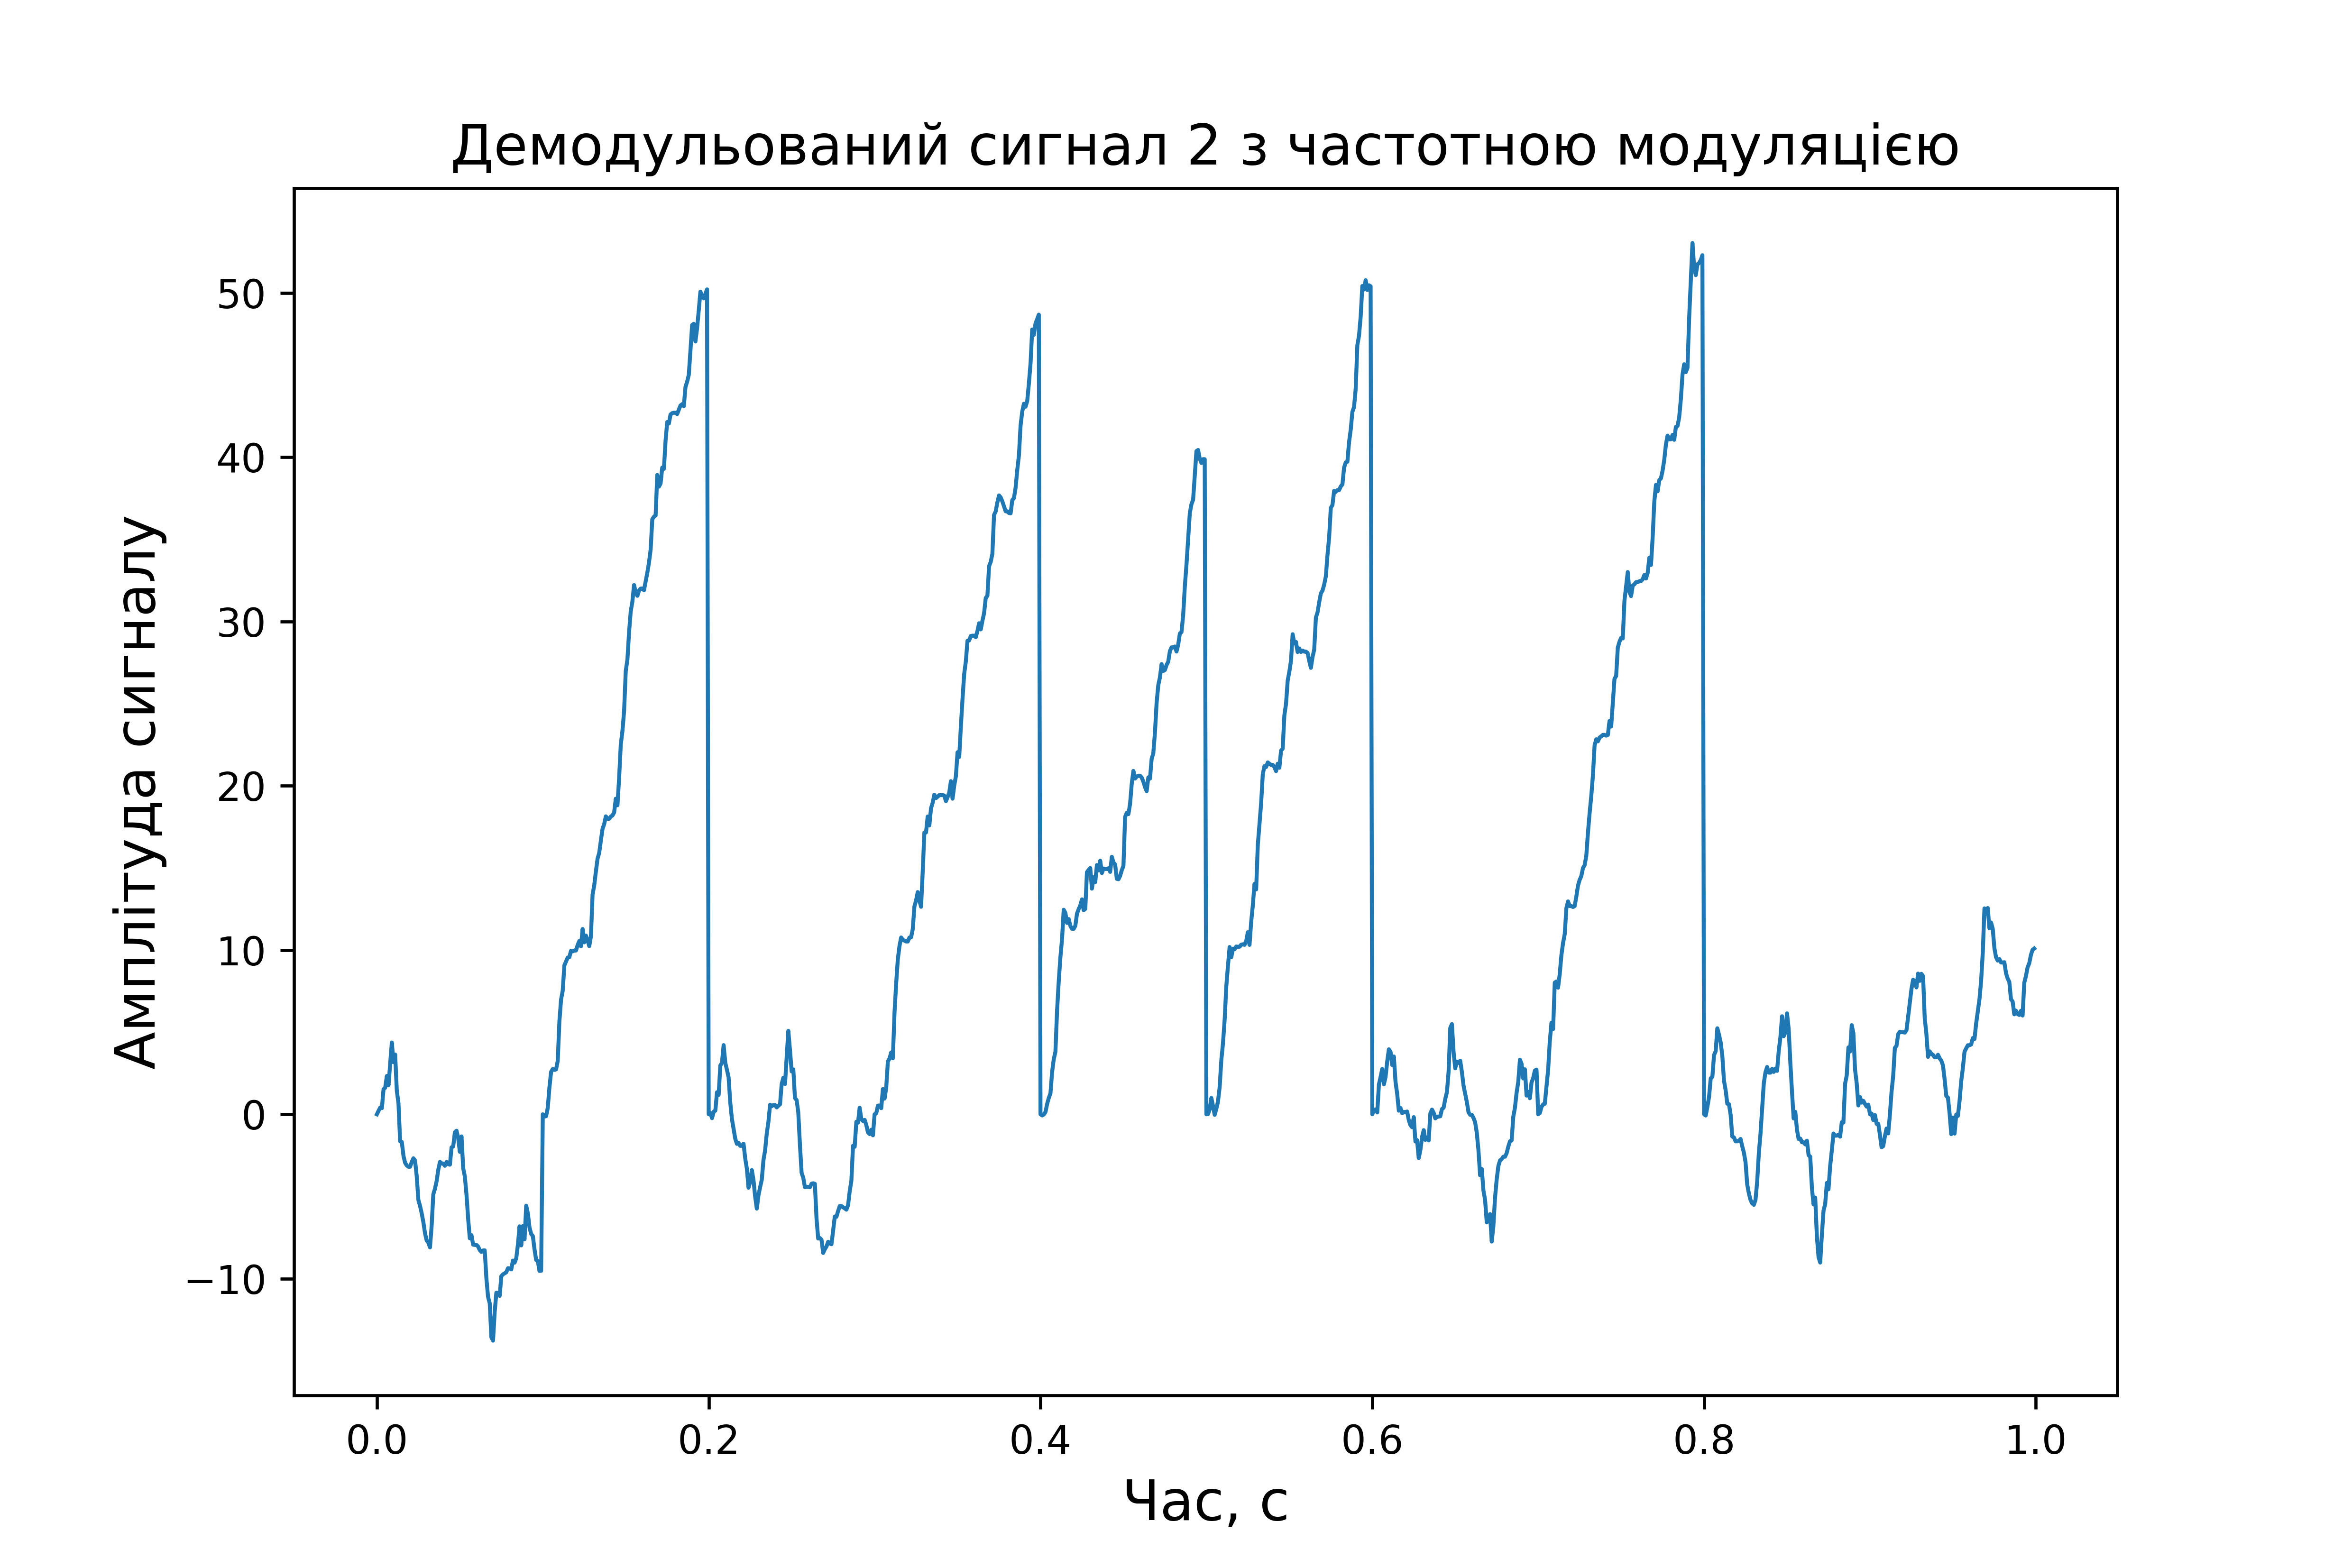 Демодульований сигнал 2 з частотною модуляцією
Амплітуда сигналу
50
40
30
20
10
0
−10
0.0 0.2 0.4 0.6 0.8 1.0
Час, с